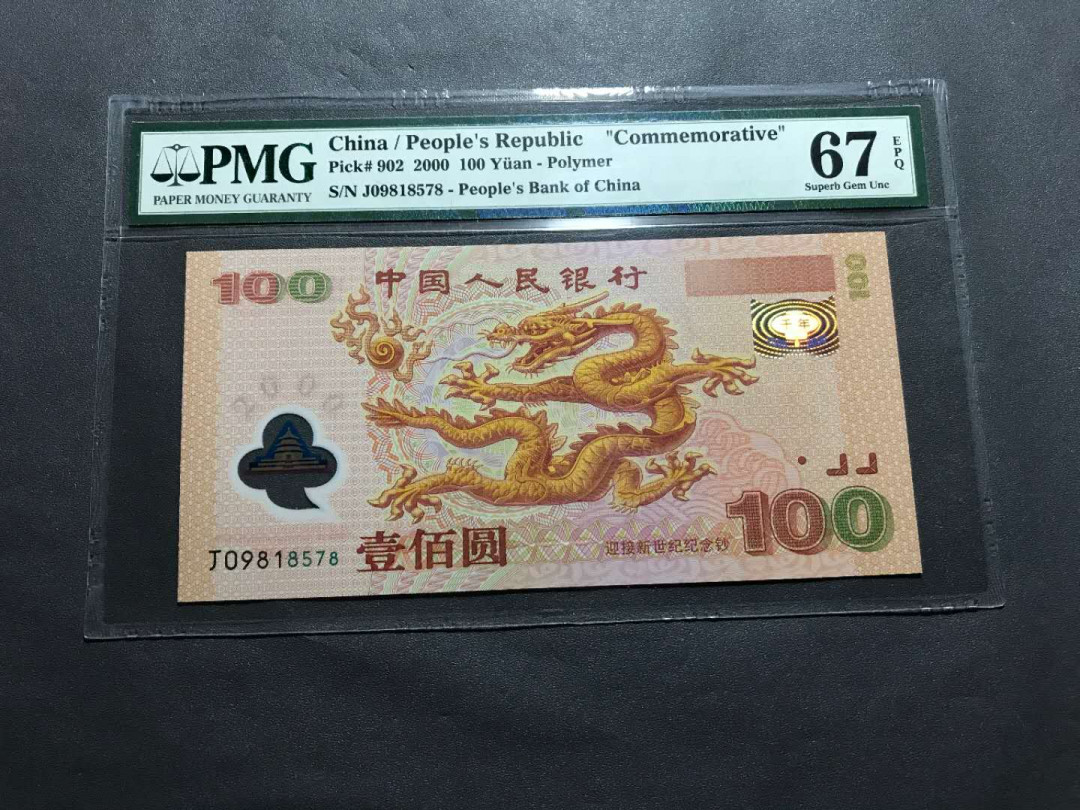 PMG
PAPER MONEY GUARANTY
China / People's Republic "Commemorative"
Pick# 902 2000 100 Yüan - Polymer
S/N J09818578 - People's Bank of China
67
EPQ
Superb Gem Unc
100
中国人民银行
100
千年
2000
J09818578
壹佰圆
迎接新世纪纪念钞
100